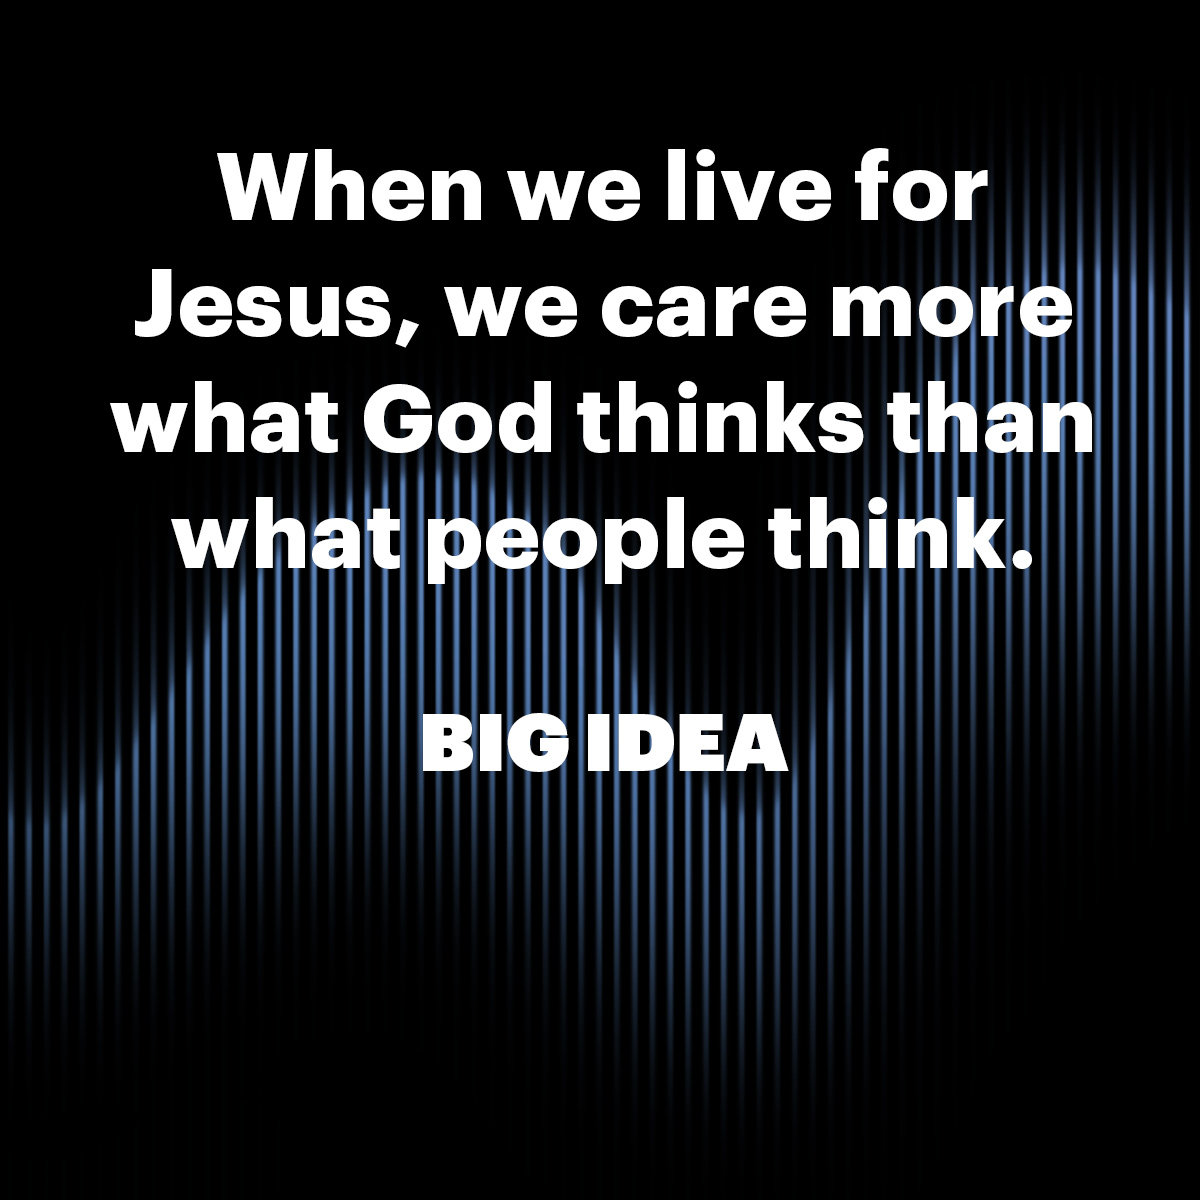 When we live for
Jesus, we care more
what God thinks than
what people think.
BIG IDEA